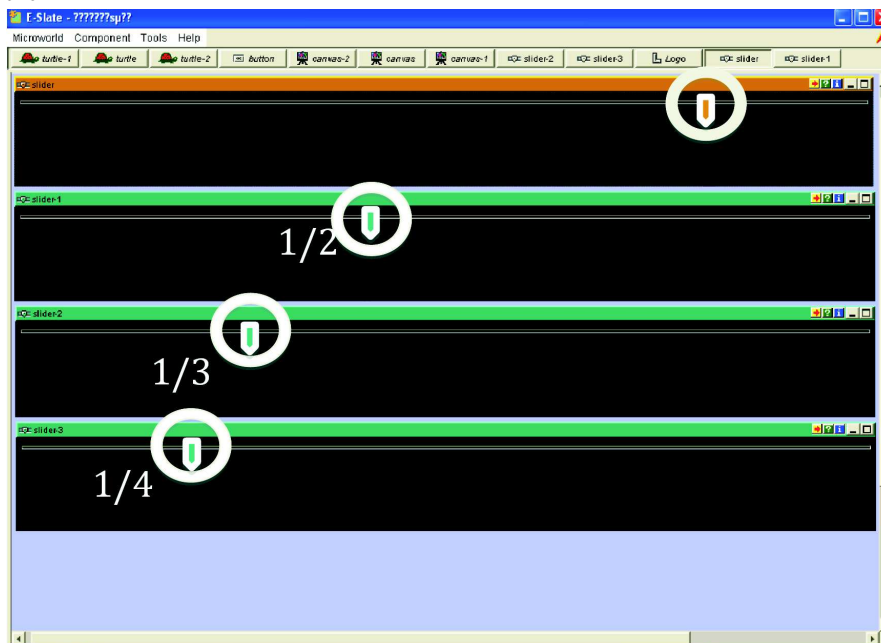 E-Slate - ???????sμ??
Microworld Component Tools Help
turtle-1 turtle turtle-2 button canvas-2 canvas canvas-1 slider-2 slider-3 Logo slider slider-1
slider
slider-1
1/2
slider-2
1/3
slider-3
1/4